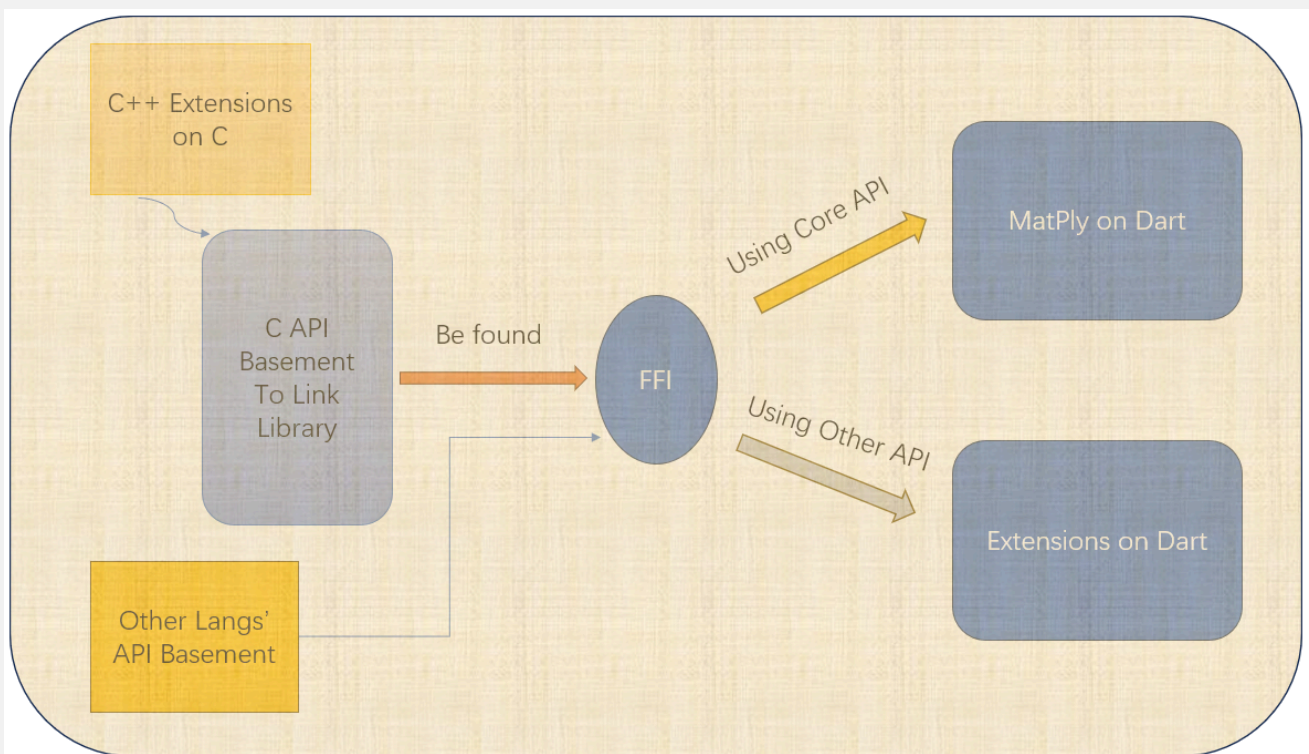 C++ Extensions
on C
C API
Basement
To Link
Library
Be found
FFI
Using Core API
MatPly on Dart
Using Other API
Extensions on Dart
Other Langs’
API Basement